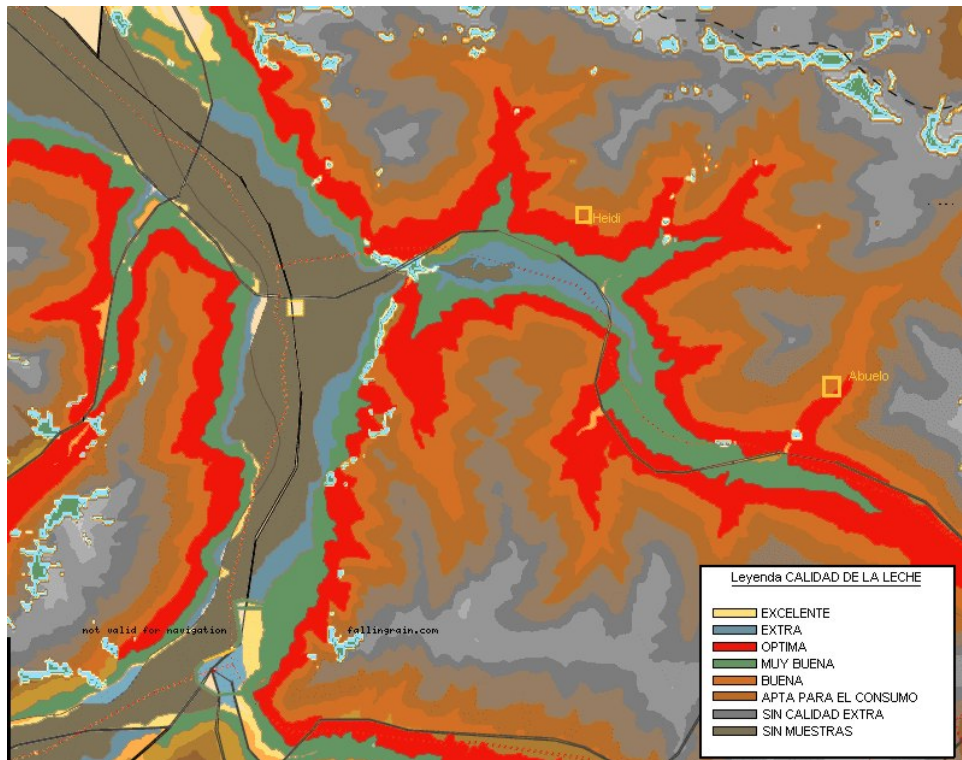 Heidi
Abuelo
not valid for navigation
fallingrain.com
Leyenda CALIDAD DE LA LECHE
EXCELENTE
EXTRA
OPTIMA
MUY BUENA
BUENA
APTA PARA EL CONSUMO
SIN CALIDAD EXTRA
SIN MUESTRAS